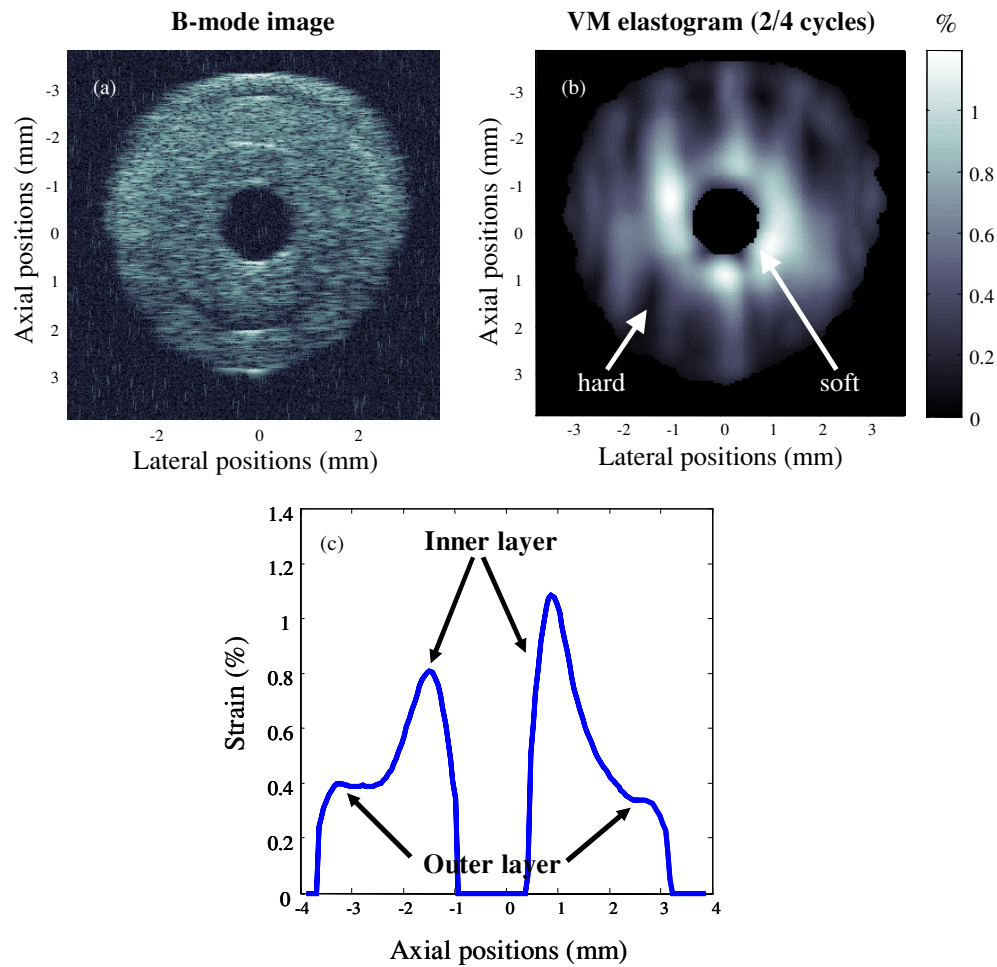 B-mode image
VM elastogram (2/4 cycles)
%
(a)
-3
-2
-1
0
1
2
3
Axial positions (mm)
-2 0 2
Lateral positions (mm)
(b)
-3
-2
-1
0
1
2
3
Axial positions (mm)
hard
soft
-3 -2 -1 0 1 2 3
Lateral positions (mm)
1
0.8
0.6
0.4
0.2
0
(c)
Inner layer
Outer layer
1.4
1.2
1
0.8
0.6
0.4
0.2
0
Strain (%)
-4 -3 -2 -1 0 1 2 3 4
Axial positions (mm)